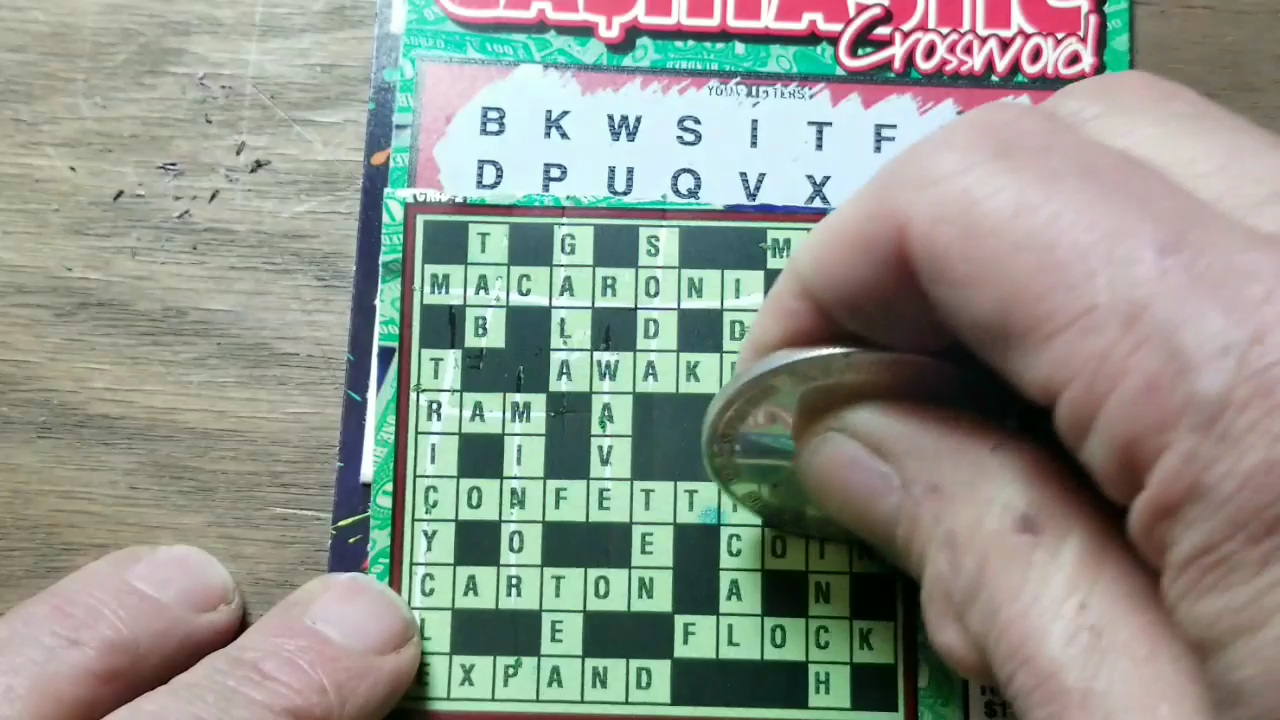 Crossword
YOUR LETTERS
B K W S I T F
D P U Q V X
T G S M
M A C A R O N I
B L D D
T A W A K
R A M A
I I V
C O N F E T T I
Y O E C O I N
C A R T O N A N
L E F L O C K
E X P A N D H